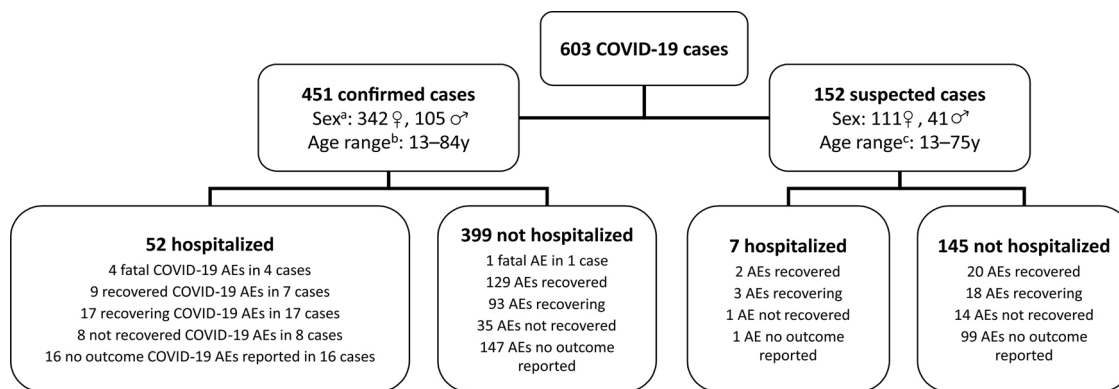 603 COVID-19 cases
451 confirmed cases
Sexᵃ: 342 ♀, 105 ♂
Age rangeᵇ: 13–84y
152 suspected cases
Sex: 111♀, 41♂
Age rangeᶜ: 13–75y
52 hospitalized
4 fatal COVID-19 AEs in 4 cases
9 recovered COVID-19 AEs in 7 cases
17 recovering COVID-19 AEs in 17 cases
8 not recovered COVID-19 AEs in 8 cases
16 no outcome COVID-19 AEs reported in 16 cases
399 not hospitalized
1 fatal AE in 1 case
129 AEs recovered
93 AEs recovering
35 AEs not recovered
147 AEs no outcome
reported
7 hospitalized
2 AEs recovered
3 AEs recovering
1 AE not recovered
1 AE no outcome
reported
145 not hospitalized
20 AEs recovered
18 AEs recovering
14 AEs not recovered
99 AEs no outcome
reported